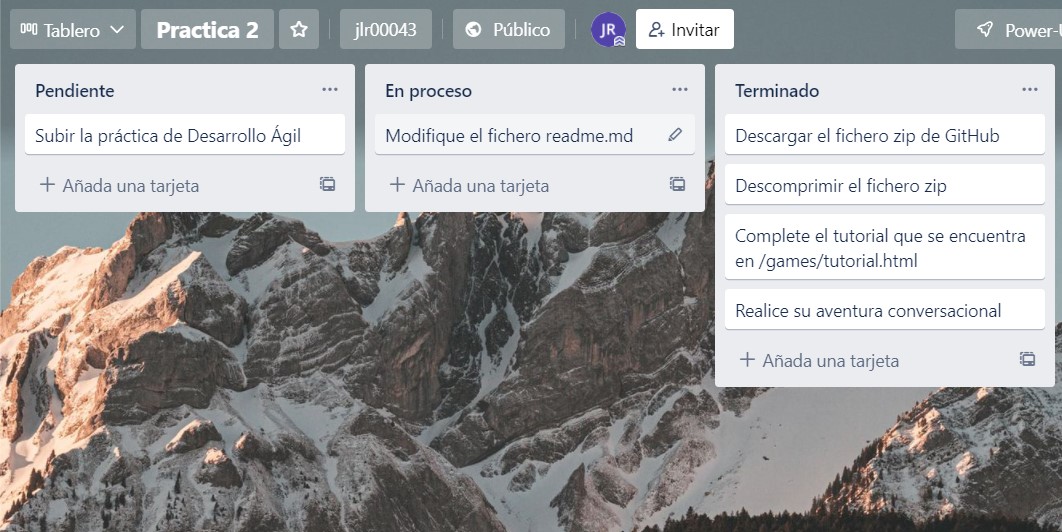 Tablero
Practica 2
jlr00043
Público
JR
Invitar
Power-U
Pendiente
Subir la práctica de Desarrollo Ágil
Añada una tarjeta
En proceso
Modifique el fichero readme.md
Añada una tarjeta
Terminado
Descargar el fichero zip de GitHub
Descomprimir el fichero zip
Complete el tutorial que se encuentra
en /games/tutorial.html
Realice su aventura conversacional
Añada una tarjeta